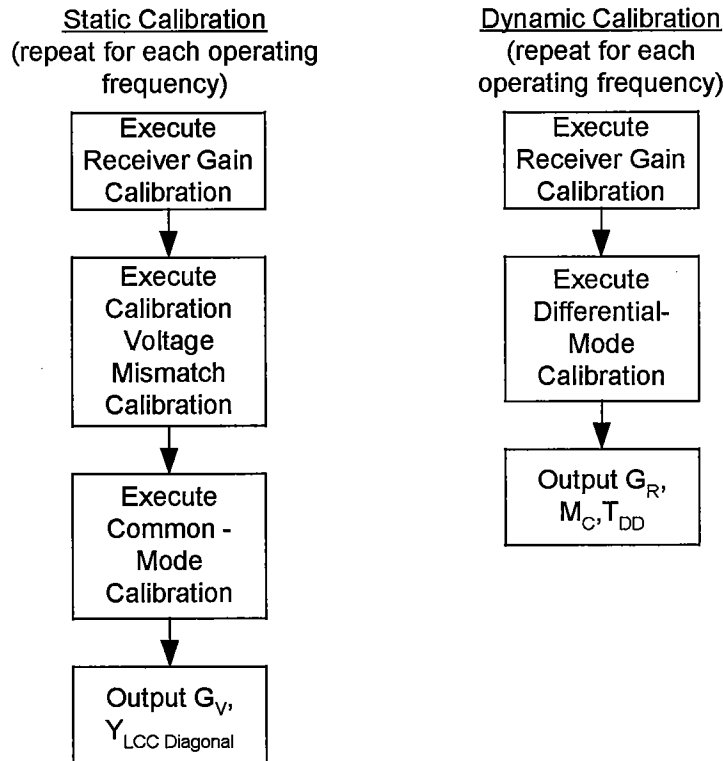 Static Calibration
(repeat for each operating
frequency)
Execute
Receiver Gain
Calibration
Execute
Calibration
Voltage
Mismatch
Calibration
Execute
Common -
Mode
Calibration
Output G_V,
Y_LCC Diagonal
Dynamic Calibration
(repeat for each
operating frequency)
Execute
Receiver Gain
Calibration
Execute
Differential-
Mode
Calibration
Output G_R,
M_C,T_DD